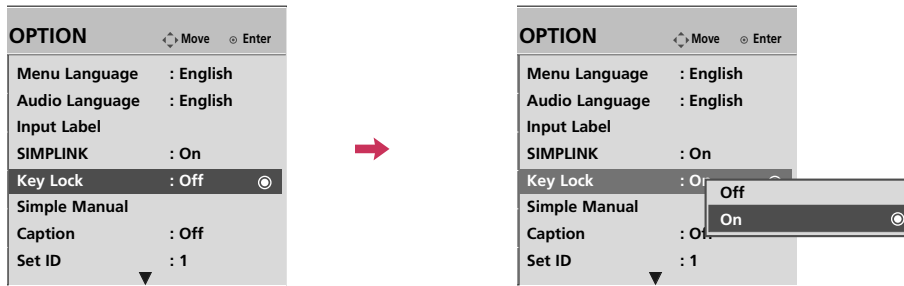 OPTION Move Enter
Menu Language : English
Audio Language : English
Input Label
SIMPLINK : On
Key Lock : Off
Simple Manual
Caption : Off
Set ID : 1
OPTION Move Enter
Menu Language : English
Audio Language : English
Input Label
SIMPLINK : On
Key Lock : On
Simple Manual
Caption : Off
Set ID : 1
Off
On